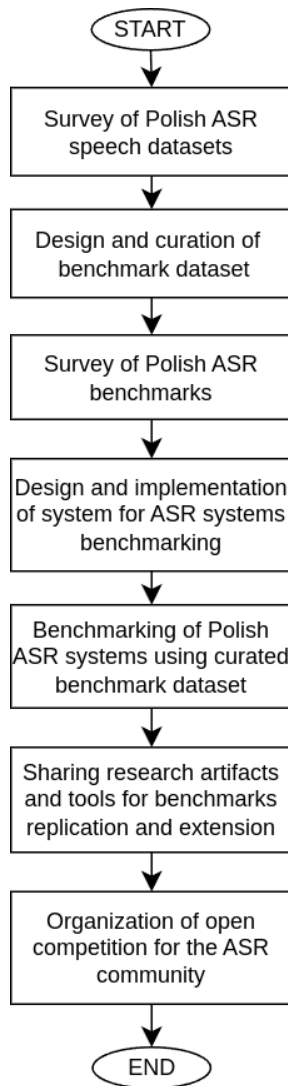 START
Survey of Polish ASR
speech datasets
Design and curation of
benchmark dataset
Survey of Polish ASR
benchmarks
Design and implementation
of system for ASR systems
benchmarking
Benchmarking of Polish
ASR systems using curated
benchmark dataset
Sharing research artifacts
and tools for benchmarks
replication and extension
Organization of open
competition for the ASR
community
END